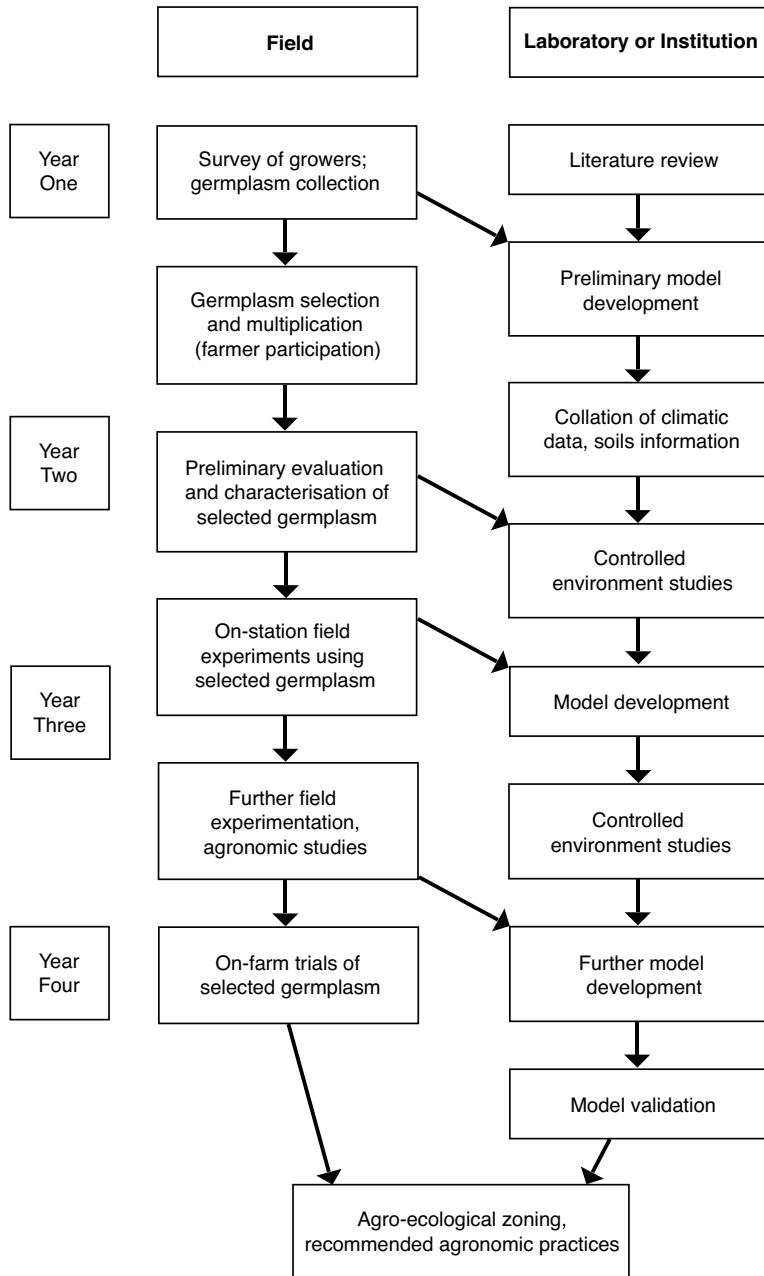 Field
Laboratory or Institution
Year
One
Survey of growers;
germplasm collection
Literature review
Preliminary model
development
Germplasm selection
and multiplication
(farmer participation)
Collation of climatic
data, soils information
Year
Two
Preliminary evaluation
and characterisation of
selected germplasm
Controlled
environment studies
On-station field
experiments using
selected germplasm
Year
Three
Model development
Further field
experimentation,
agronomic studies
Controlled
environment studies
Year
Four
On-farm trials of
selected germplasm
Further model
development
Model validation
Agro-ecological zoning,
recommended agronomic practices